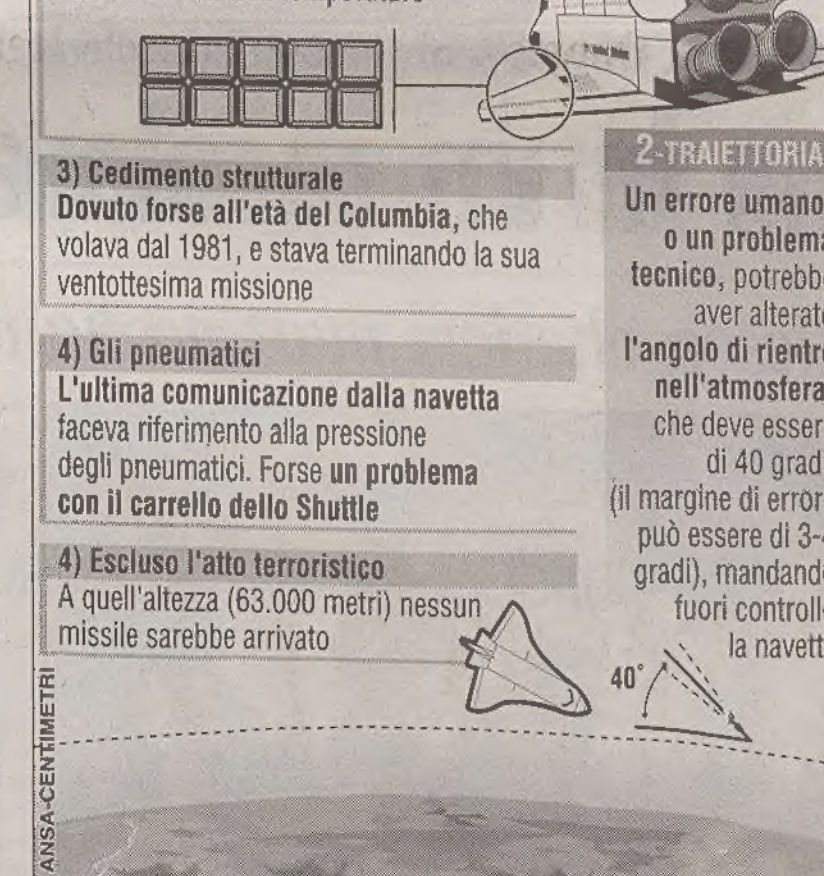 3) Cedimento strutturale
Dovuto forse all'età del Columbia, che
volava dal 1981, e stava terminando la sua
ventottesima missione
4) Gli pneumatici
L'ultima comunicazione dalla navetta
faceva riferimento alla pressione
degli pneumatici. Forse un problema
con il carrello dello Shuttle
4) Escluso l'atto terroristico
A quell'altezza (63.000 metri) nessun
missile sarebbe arrivato
2-TRAIETTORIA
Un errore umano
o un problema
tecnico, potrebb
aver alterat
l'angolo di rientr
nell'atmosfera
che deve esser
di 40 grad
(il margine di error
può essere di 3-4
gradi), mandand
fuori controll
la navett
40°
ANSA-CENTIMETRI